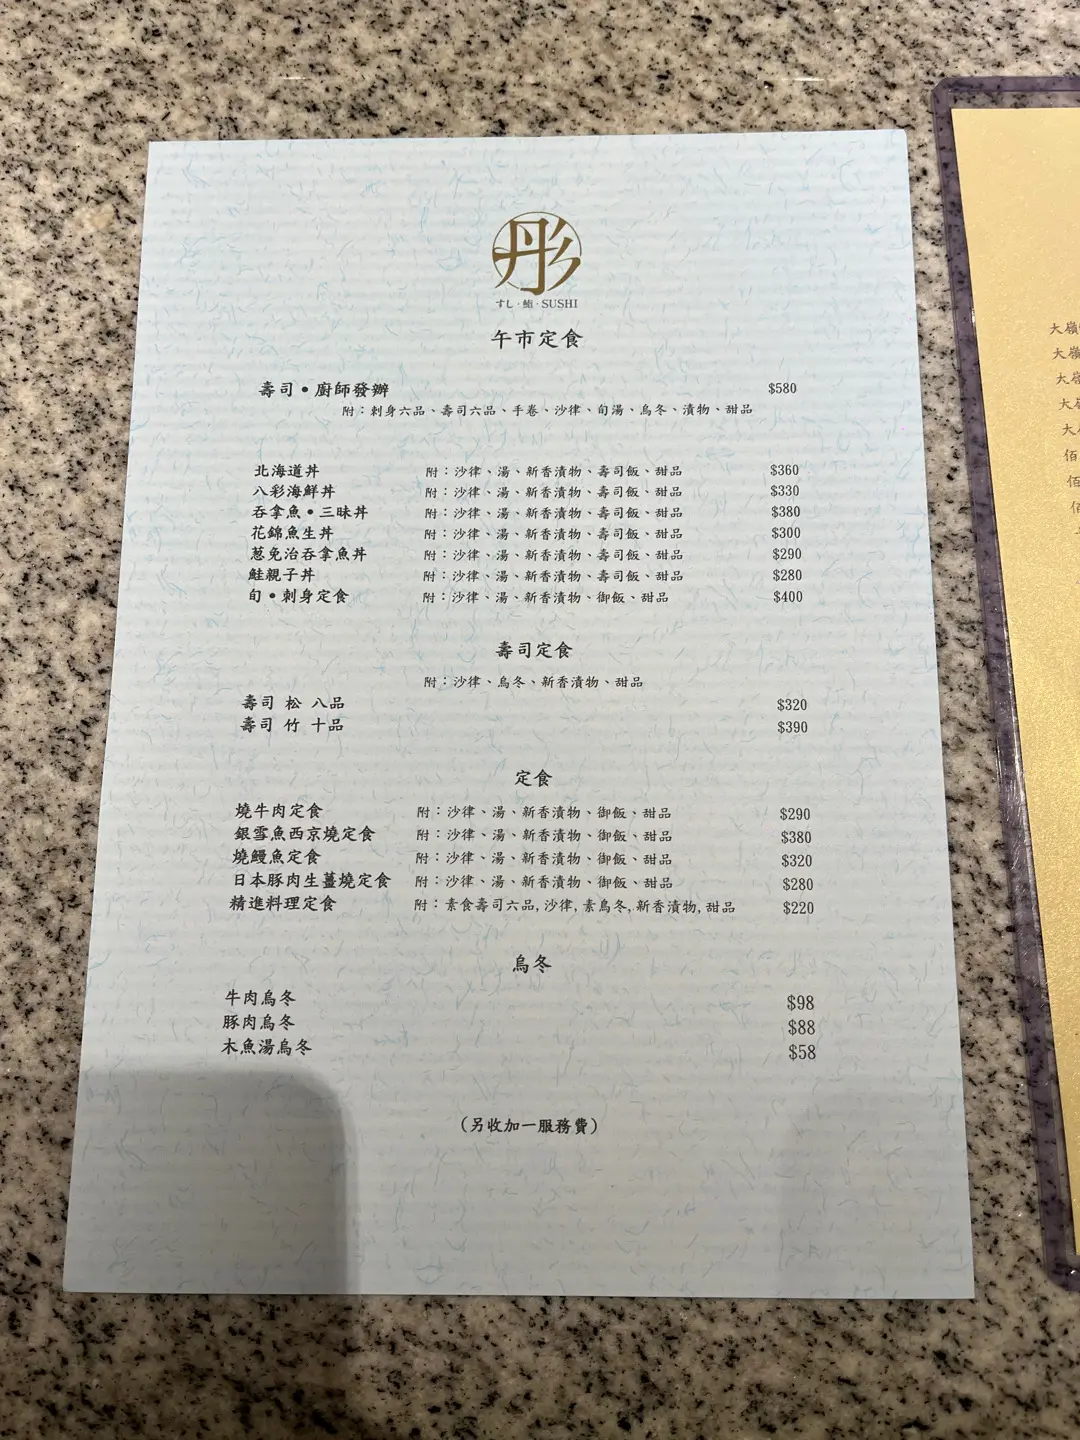 彤
すし·鮨·SUSHI
午市定食
壽司•廚師發辦 $580
附：刺身六品、壽司六品、手卷、沙律、旬湯、烏冬、漬物、甜品
北海道丼 附：沙律、湯、新香漬物、壽司飯、甜品 $360
八彩海鮮丼 附：沙律、湯、新香漬物、壽司飯、甜品 $330
吞拿魚•三昧丼 附：沙律、湯、新香漬物、壽司飯、甜品 $380
花錦魚生丼 附：沙律、湯、新香漬物、壽司飯、甜品 $300
葱免治吞拿魚丼 附：沙律、湯、新香漬物、壽司飯、甜品 $290
鮭親子丼 附：沙律、湯、新香漬物、壽司飯、甜品 $280
旬•刺身定食 附：沙律、湯、新香漬物、御飯、甜品 $400
壽司定食
附：沙律、烏冬、新香漬物、甜品
壽司 松 八品 $320
壽司 竹 十品 $390
定食
燒牛肉定食 附：沙律、湯、新香漬物、御飯、甜品 $290
銀雪魚西京燒定食 附：沙律、湯、新香漬物、御飯、甜品 $380
燒鰻魚定食 附：沙律、湯、新香漬物、御飯、甜品 $320
日本豚肉生薑燒定食 附：沙律、湯、新香漬物、御飯、甜品 $280
精進料理定食 附：素食壽司六品,沙律,素烏冬,新香漬物,甜品 $220
烏冬
牛肉烏冬 $98
豚肉烏冬 $88
木魚湯烏冬 $58
(另收加一服務費)
大嶺
大嶺
大嶺
大
大
佰
佰